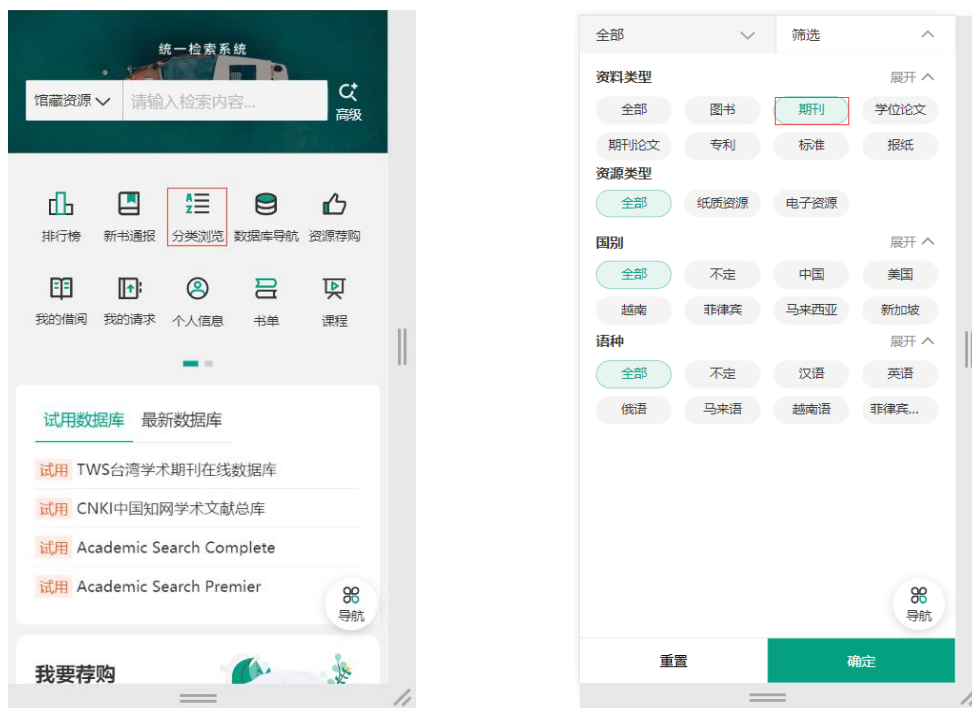 统一检索系统
馆藏资源 请输入检索内容...
高级
排行榜 新书通报 分类浏览 数据库导航 资源荐购
我的借阅 我的请求 个人信息 书单 课程
试用数据库 最新数据库
试用 TWS台湾学术期刊在线数据库
试用 CNKI中国知网学术文献总库
试用 Academic Search Complete
试用 Academic Search Premier
导航
我要荐购
全部 筛选
资料类型 展开
全部 图书 期刊 学位论文
期刊论文 专利 标准 报纸
资源类型
全部 纸质资源 电子资源
国别 展开
全部 不定 中国 美国
越南 菲律宾 马来西亚 新加坡
语种 展开
全部 不定 汉语 英语
俄语 马来语 越南语 菲律宾...
导航
重置 确定